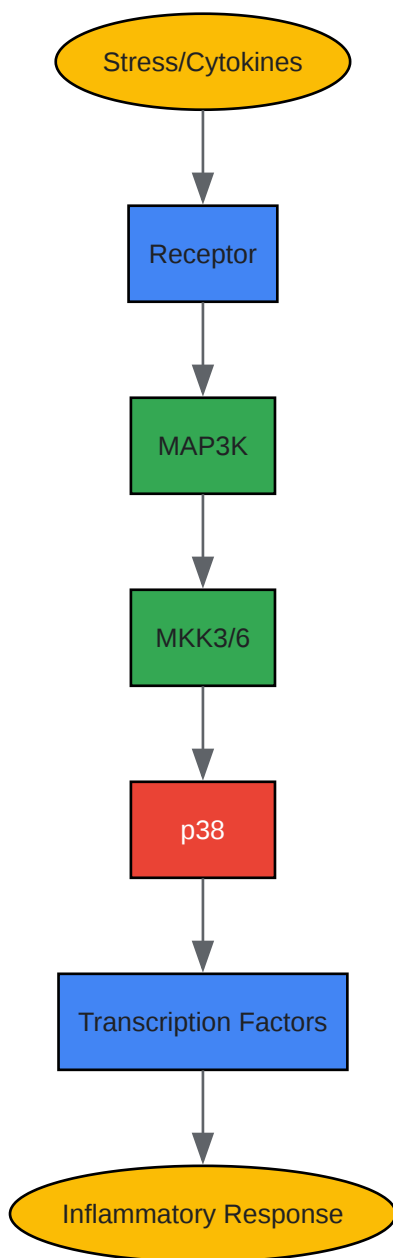 Stress/Cytokines
Receptor
MAP3K
MKK3/6
p38
Transcription Factors
Inflammatory Response